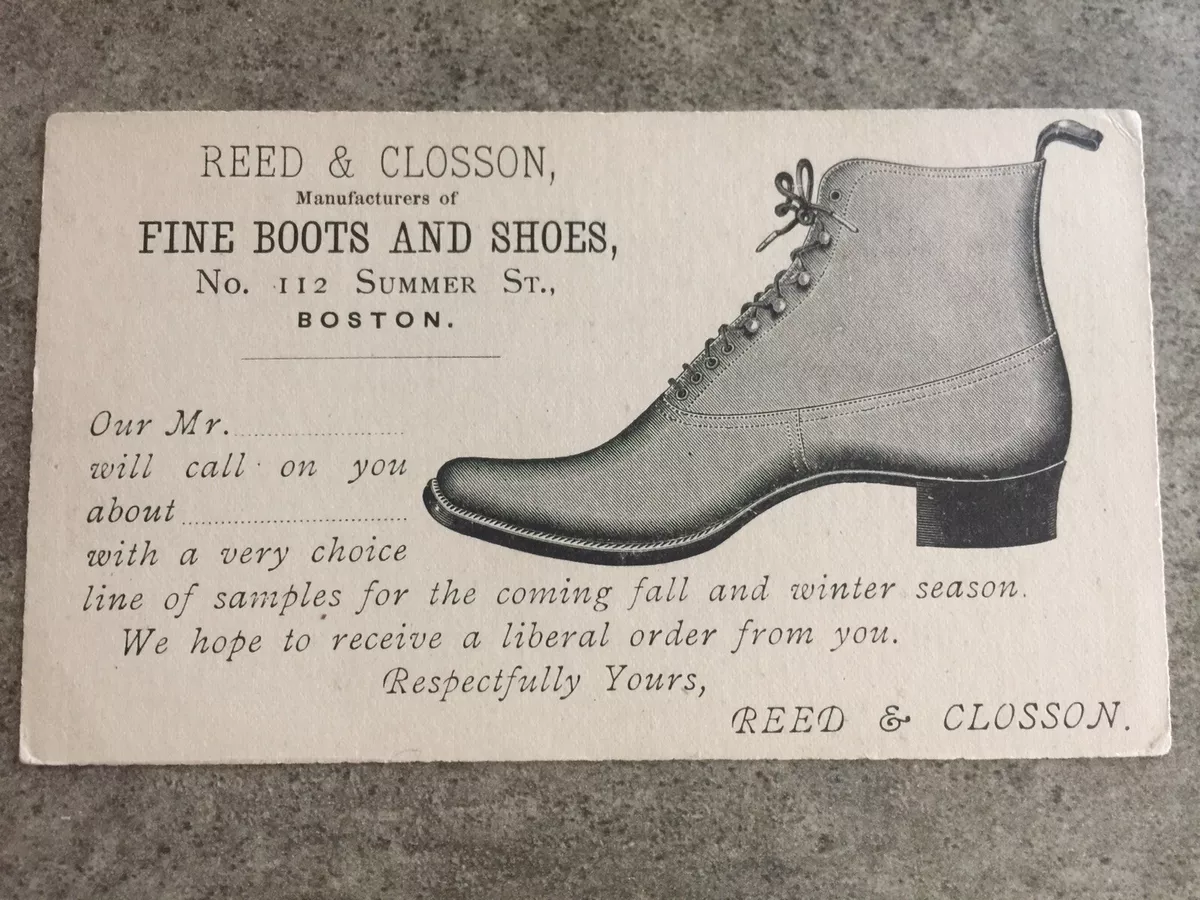 REED & CLOSSON,
Manufacturers of
FINE BOOTS AND SHOES,
No. 112 Summer St.,
BOSTON.
Our Mr.
will call on you
about
with a very choice
line of samples for the coming fall and winter season.
We hope to receive a liberal order from you.
Respectfully Yours,
REED & CLOSSON.